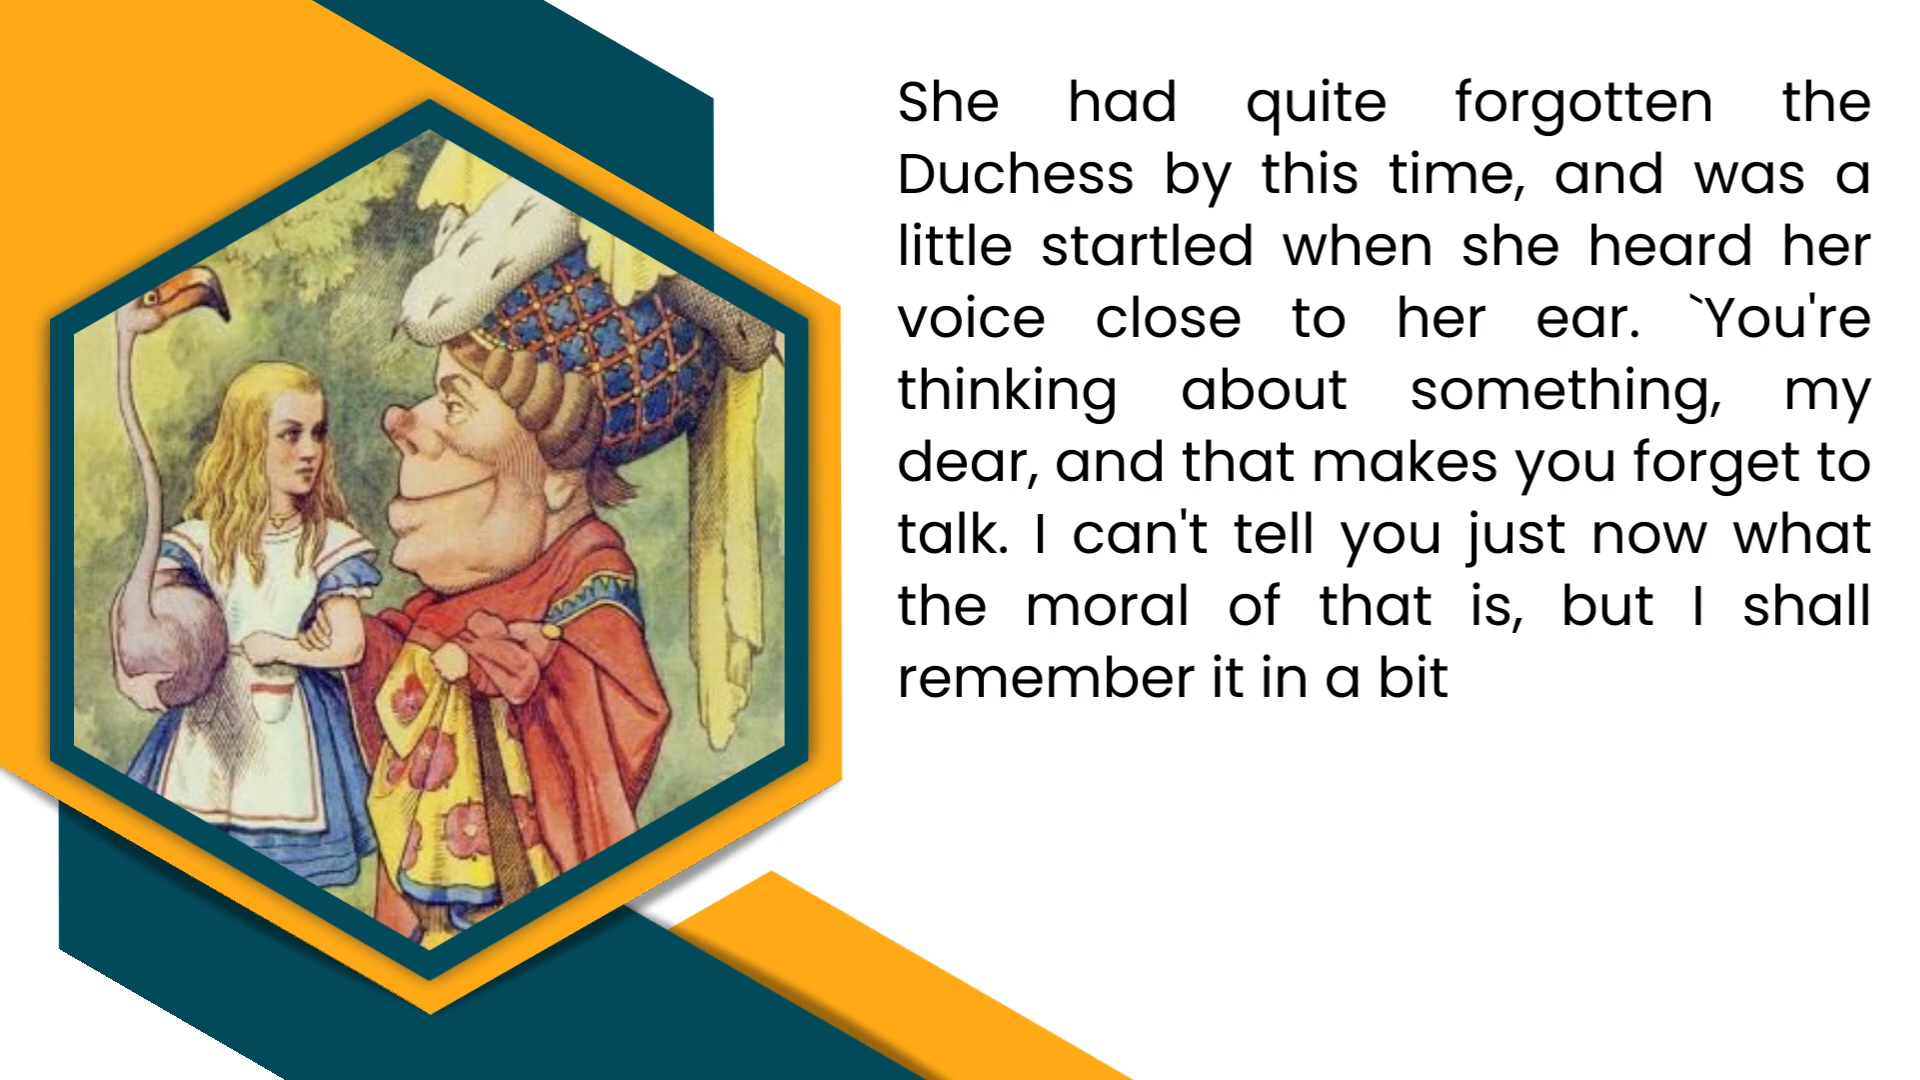 She had quite forgotten the
Duchess by this time, and was a
little startled when she heard her
voice close to her ear. `You're
thinking about something, my
dear, and that makes you forget to
talk. I can't tell you just now what
the moral of that is, but I shall
remember it in a bit